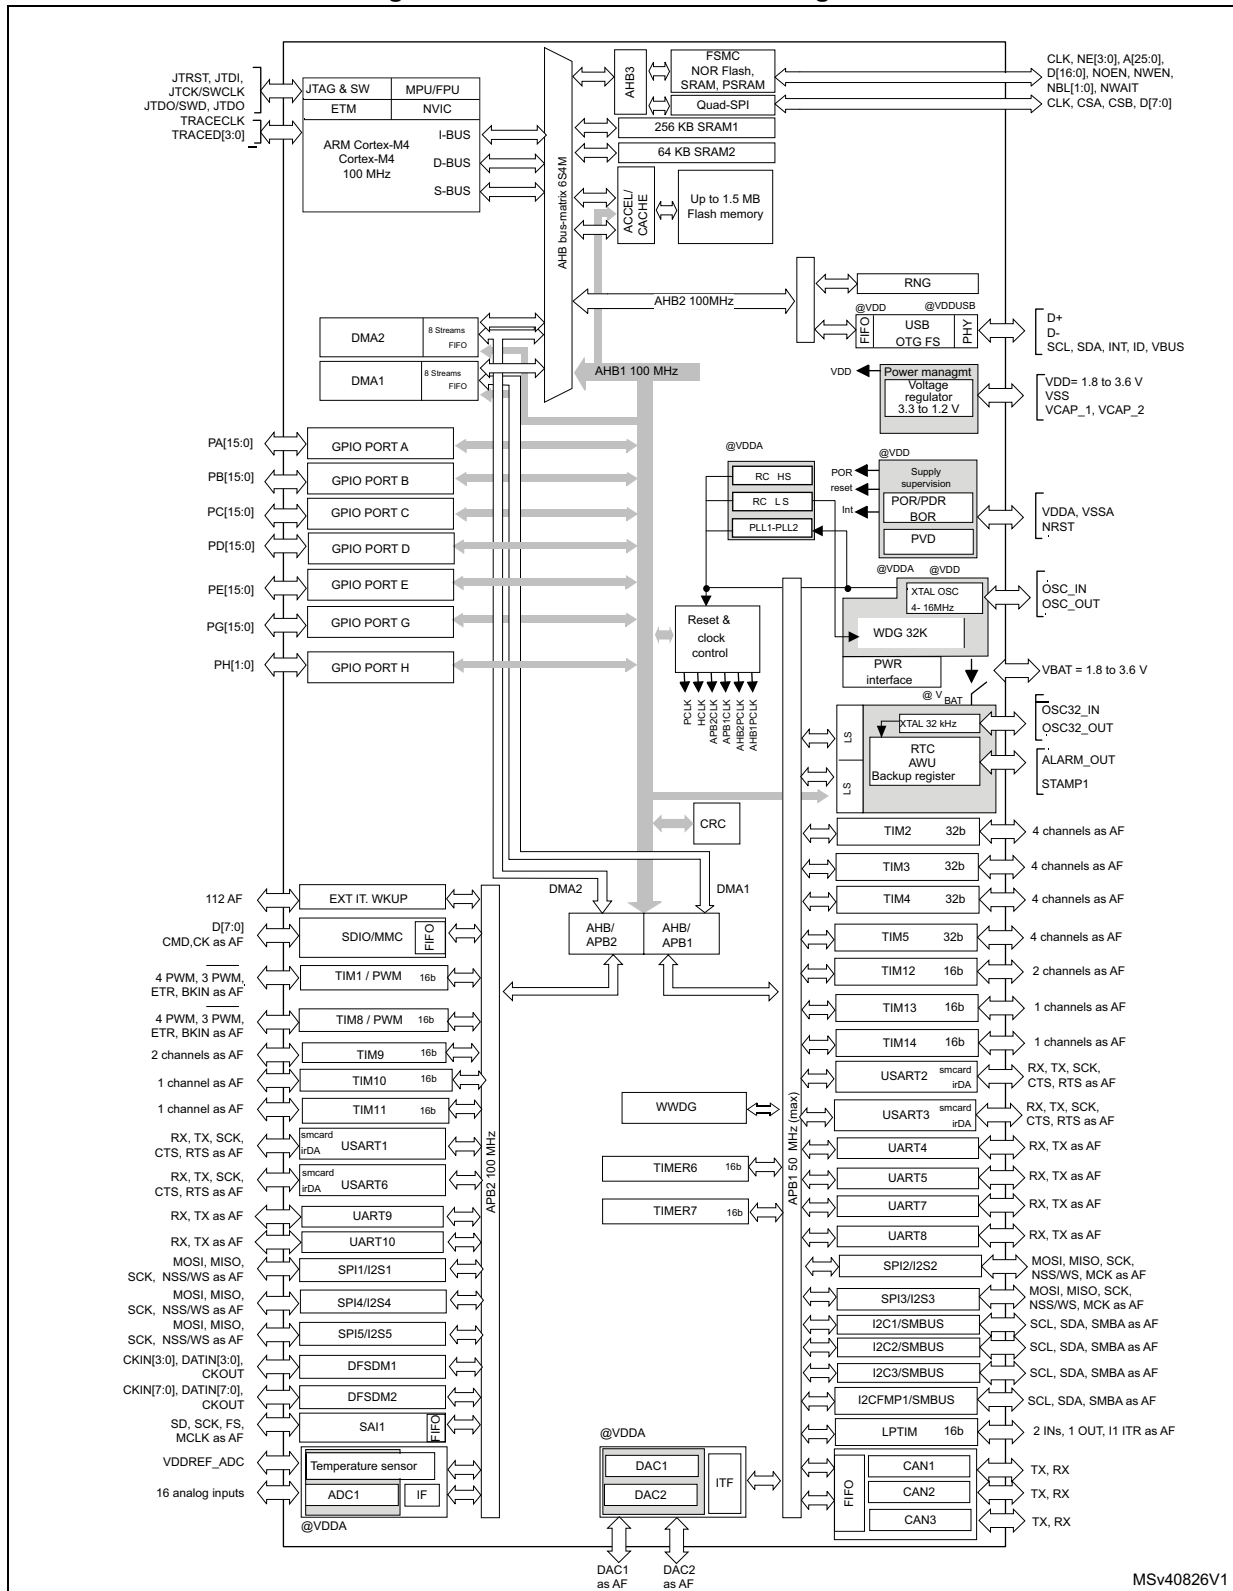 JTRST, JTDI,
JTCK/SWCLK
JTDO/SWD, JTDO
TRACECLK
TRACED[3:0]
JTAG & SW
MPU/FPU
ETM
NVIC
ARM Cortex-M4
Cortex-M4
100 MHz
I-BUS
D-BUS
S-BUS
AHB bus-matrix 6S4M
AHB3
FSMC
NOR Flash,
SRAM, PSRAM
Quad-SPI
CLK, NE[3:0], A[25:0],
D[16:0], NOEN, NWEN,
NBL[1:0], NWAIT
CLK, CSA, CSB, D[7:0]
256 KB SRAM1
64 KB SRAM2
ACCEL/
CACHE
Up to 1.5 MB
Flash memory
AHB2 100MHz
RNG
@VDD
@VDDUSB
FIFO
USB
OTG FS
PHY
D+
D-
SCL, SDA, INT, ID, VBUS
DMA2
8 Streams
FIFO
DMA1
8 Streams
FIFO
AHB1 100 MHz
VDD
Power managmt
Voltage
regulator
3.3 to 1.2 V
VDD= 1.8 to 3.6 V
VSS
VCAP_1, VCAP_2
PA[15:0]
GPIO PORT A
PB[15:0]
GPIO PORT B
PC[15:0]
GPIO PORT C
PD[15:0]
GPIO PORT D
PE[15:0]
GPIO PORT E
PG[15:0]
GPIO PORT G
PH[1:0]
GPIO PORT H
@VDDA
RC HS
RC LS
PLL1-PLL2
@VDD
POR
reset
Int
Supply
supervision
POR/PDR
BOR
PVD
VDDA, VSSA
NRST
@VDDA
@VDD
XTAL OSC
4- 16MHz
WDG 32K
PWR
interface
OSC_IN
OSC_OUT
VBAT = 1.8 to 3.6 V
Reset &
clock
control
PCLK
HCLK
APB2CLK
APB1CLK
AHB2PCLK
AHB1PCLK
@ V
BAT
LS
LS
XTAL 32 kHz
RTC
AWU
Backup register
OSC32_IN
OSC32_OUT
ALARM_OUT
STAMP1
CRC
DMA2
DMA1
AHB/
APB2
AHB/
APB1
112 AF
EXT IT. WKUP
D[7:0]
CMD,CK as AF
SDIO/MMC
FIFO
4 PWM, 3 PWM,
ETR, BKIN as AF
TIM1 / PWM 16b
4 PWM, 3 PWM,
ETR, BKIN as AF
TIM8 / PWM 16b
2 channels as AF
TIM9 16b
1 channel as AF
TIM10 16b
1 channel as AF
TIM11 16b
RX, TX, SCK,
CTS, RTS as AF
smcard
irDA
USART1
RX, TX, SCK,
CTS, RTS as AF
smcard
irDA
USART6
RX, TX as AF
UART9
RX, TX as AF
UART10
MOSI, MISO,
SCK, NSS/WS as AF
SPI1/I2S1
MOSI, MISO,
SCK, NSS/WS as AF
SPI4/I2S4
MOSI, MISO,
SCK, NSS/WS as AF
SPI5/I2S5
CKIN[3:0], DATIN[3:0],
CKOUT
DFSDM1
CKIN[7:0], DATIN[7:0],
CKOUT
DFSDM2
SD, SCK, FS,
MCLK as AF
SAI1
FIFO
VDDREF_ADC
Temperature sensor
16 analog inputs
ADC1
IF
@VDDA
APB2 100 MHz
WWDG
TIMER6 16b
TIMER7 16b
@VDDA
DAC1
DAC2
ITF
DAC1
as AF
DAC2
as AF
APB1 50 MHz (max)
TIM2 32b
4 channels as AF
TIM3 32b
4 channels as AF
TIM4 32b
4 channels as AF
TIM5 32b
4 channels as AF
TIM12 16b
2 channels as AF
TIM13 16b
1 channels as AF
TIM14 16b
1 channels as AF
USART2
smcard
irDA
RX, TX, SCK,
CTS, RTS as AF
USART3
smcard
irDA
RX, TX, SCK,
CTS, RTS as AF
UART4
RX, TX as AF
UART5
RX, TX as AF
UART7
RX, TX as AF
UART8
RX, TX as AF
SPI2/I2S2
MOSI, MISO, SCK,
NSS/WS, MCK as AF
SPI3/I2S3
MOSI, MISO, SCK,
NSS/WS, MCK as AF
I2C1/SMBUS
SCL, SDA, SMBA as AF
I2C2/SMBUS
SCL, SDA, SMBA as AF
I2C3/SMBUS
SCL, SDA, SMBA as AF
I2CFMP1/SMBUS
SCL, SDA, SMBA as AF
LPTIM 16b
2 INs, 1 OUT, I1 ITR as AF
FIFO
CAN1
TX, RX
CAN2
TX, RX
CAN3
TX, RX
MSv40826V1